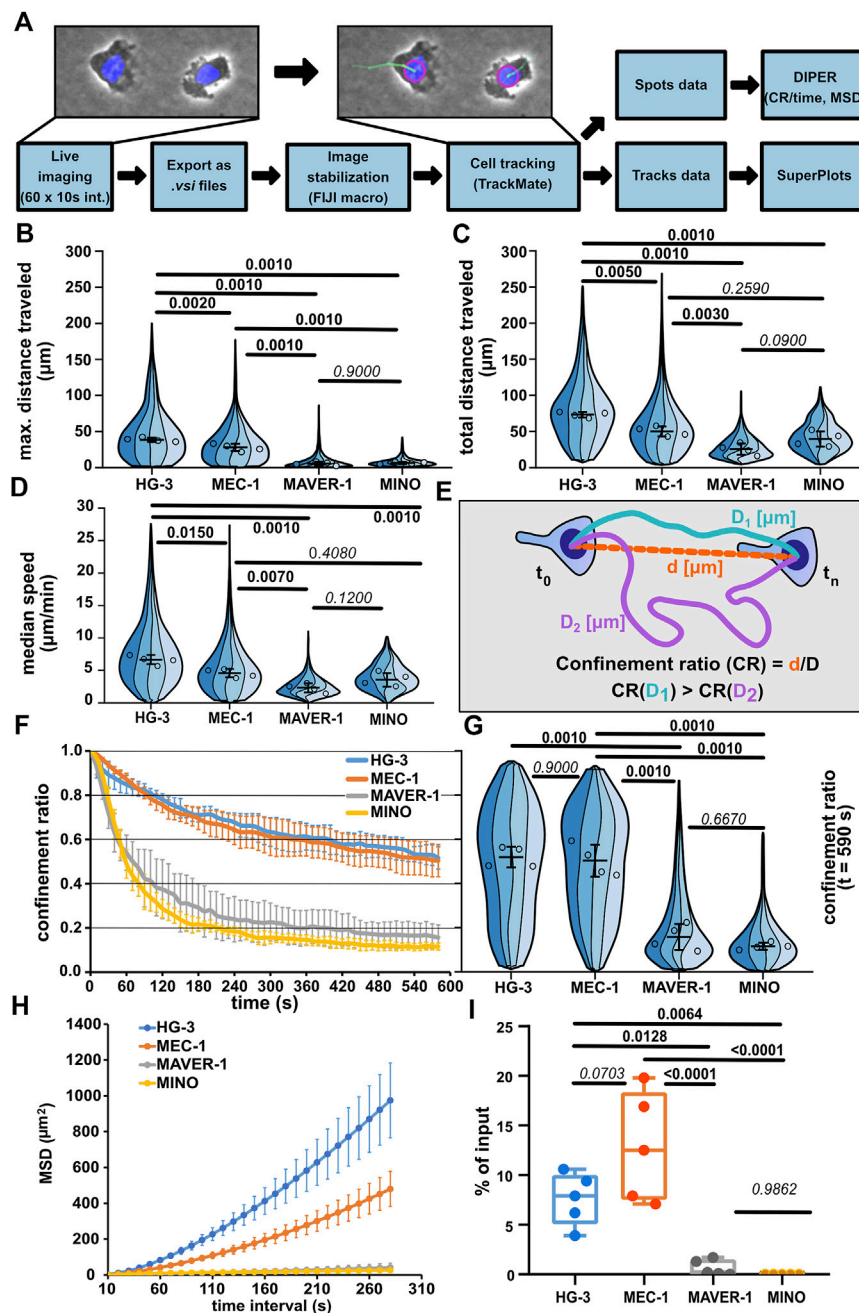 A
Live
imaging
(60 x 10s int.)
Export as
.vsi files
Image
stabilization
(FIJI macro)
Cell tracking
(TrackMate)
Spots data
DIPER
(CR/time, MSD)
Tracks data
SuperPlots
B
max. distance traveled
(µm)
300
250
200
150
100
50
0
0.0010
0.0010
0.0020
0.0010
0.0010
0.9000
HG-3 MEC-1 MAVER-1 MINO
C
total distance traveled
(µm)
300
250
200
150
100
50
0
0.0010
0.0010
0.0050
0.2590
0.0030
0.0900
HG-3 MEC-1 MAVER-1 MINO
D
median speed
(µm/min)
30
25
20
15
10
5
0
0.0150
0.0010
0.0010
0.4080
0.0070
0.1200
HG-3 MEC-1 MAVER-1 MINO
E
D1 [µm]
d [µm]
t0
tn
D2 [µm]
Confinement ratio (CR) = d/D
CR(D1) > CR(D2)
F
confinement ratio
1.0
0.8
0.6
0.4
0.2
0.0
HG-3
MEC-1
MAVER-1
MINO
0 60 120 180 240 300 360 420 480 540 600
time (s)
G
0.0010
0.0010
0.0010
0.9000
0.0010
0.6670
confinement ratio
(t = 590 s)
HG-3 MEC-1 MAVER-1 MINO
H
MSD (µm²)
1400
1200
1000
800
600
400
200
0
HG-3
MEC-1
MAVER-1
MINO
10 60 110 160 210 260 310
time interval (s)
I
% of input
25
20
15
10
5
0
0.0064
0.0128
<0.0001
0.0703
<0.0001
0.9862
HG-3 MEC-1 MAVER-1 MINO